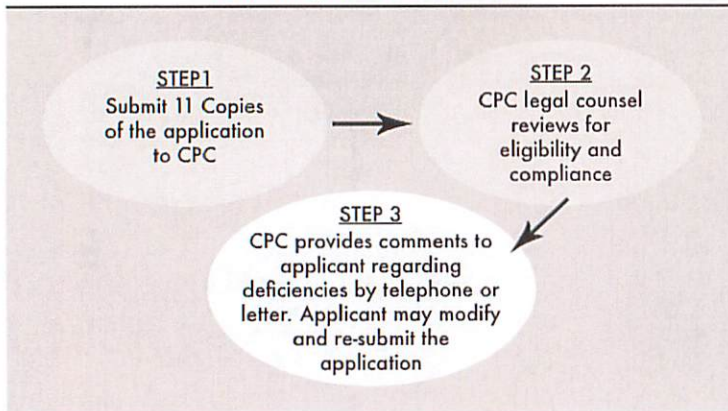 STEP1
Submit 11 Copies
of the application
to CPC
STEP 2
CPC legal counsel
reviews for
eligibility and
compliance
STEP 3
CPC provides comments to
applicant regarding
deficiencies by telephone or
letter. Applicant may modify
and re-submit the
application